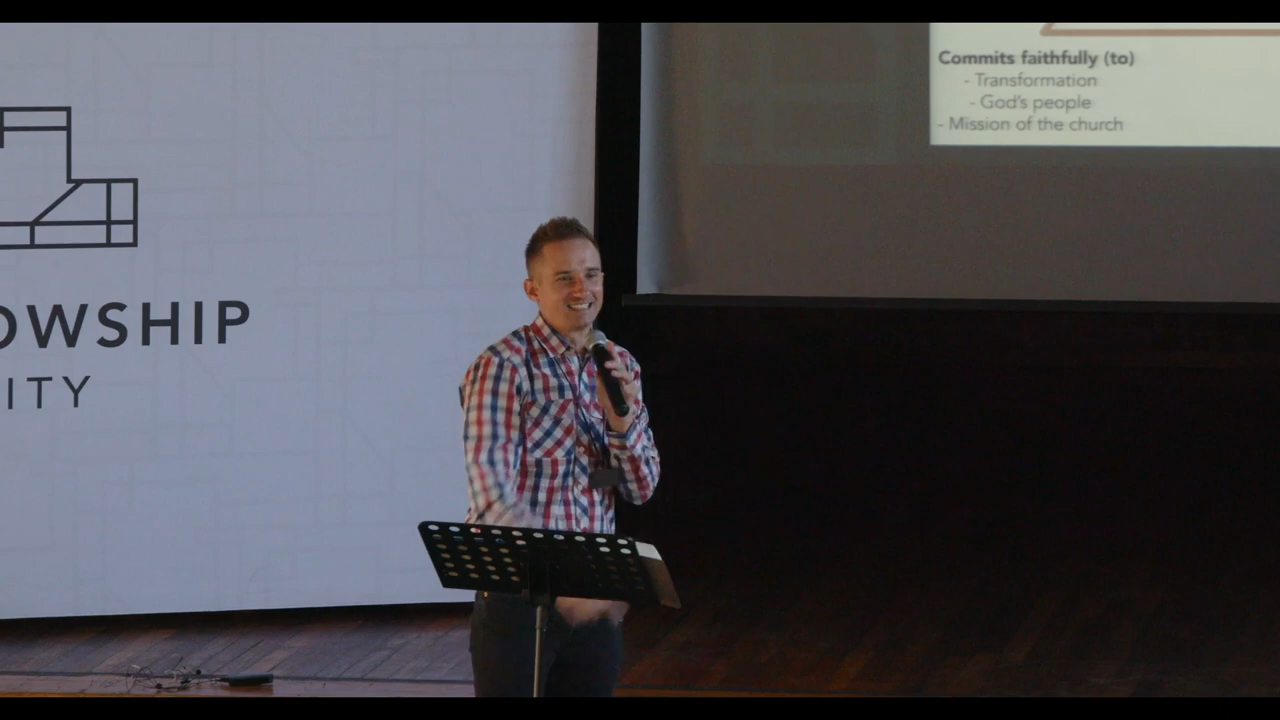 Commits faithfully (to)
- Transformation
- God's people
- Mission of the church
OWSHIP
ITY